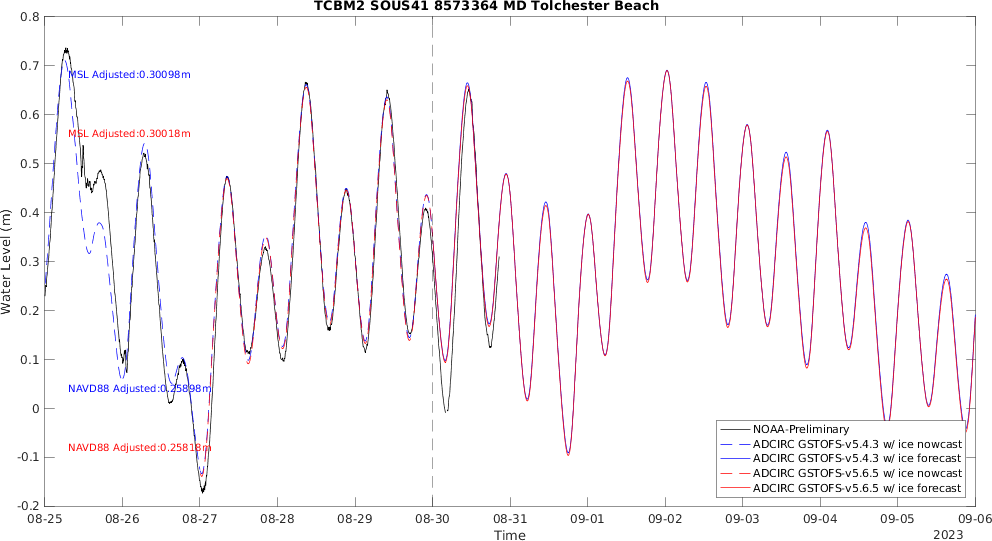 TCBM2 SOUS41 8573364 MD Tolchester Beach
Water Level (m)
0.8
0.7
0.6
0.5
0.4
0.3
0.2
0.1
0
-0.1
-0.2
MSL Adjusted:0.30098m
MSL Adjusted:0.30018m
NAVD88 Adjusted:0.25898m
NAVD88 Adjusted:0.25818m
NOAA-Preliminary
ADCIRC GSTOFS-v5.4.3 w/ ice nowcast
ADCIRC GSTOFS-v5.4.3 w/ ice forecast
ADCIRC GSTOFS-v5.6.5 w/ ice nowcast
ADCIRC GSTOFS-v5.6.5 w/ ice forecast
08-25 08-26 08-27 08-28 08-29 08-30 08-31 09-01 09-02 09-03 09-04 09-05 09-06
Time
2023